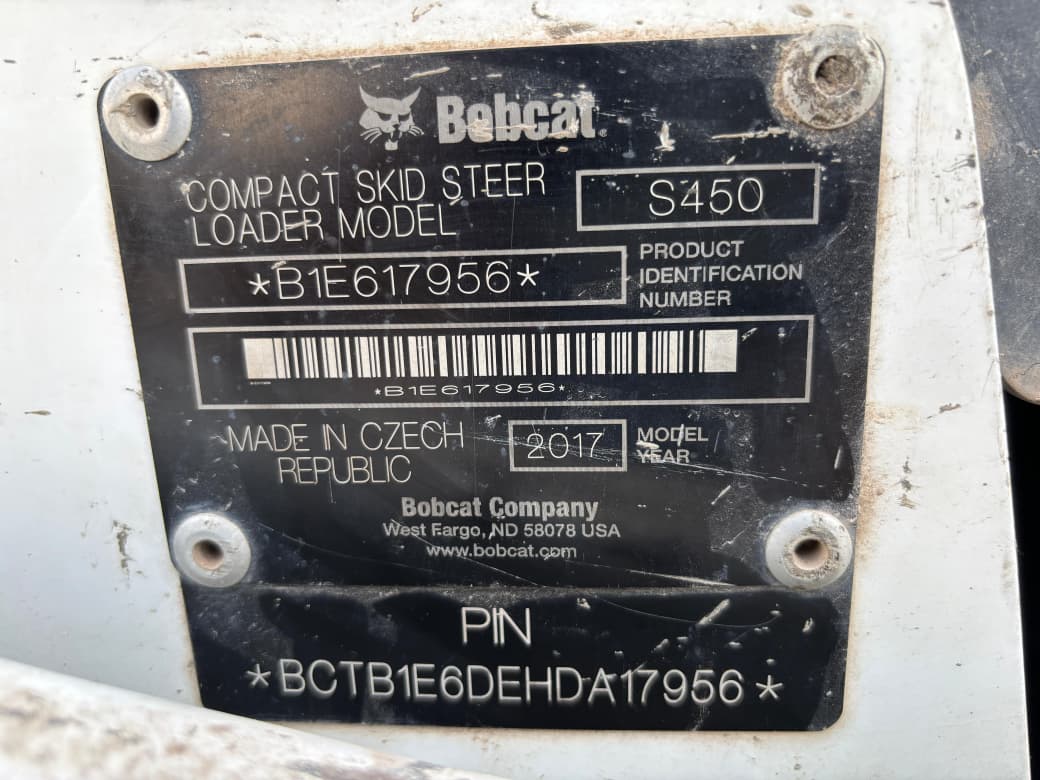 Bobcat.
COMPACT SKID STEER
LOADER MODEL
S450
*B1E617956*
PRODUCT
IDENTIFICATION
NUMBER
*B1E617956*
MADE IN CZECH
REPUBLIC
2017
MODEL
YEAR
Bobcat Company
West Fargo, ND 58078 USA
www.bobcat.com
PIN
*BCTB1E6DEHDA17956*